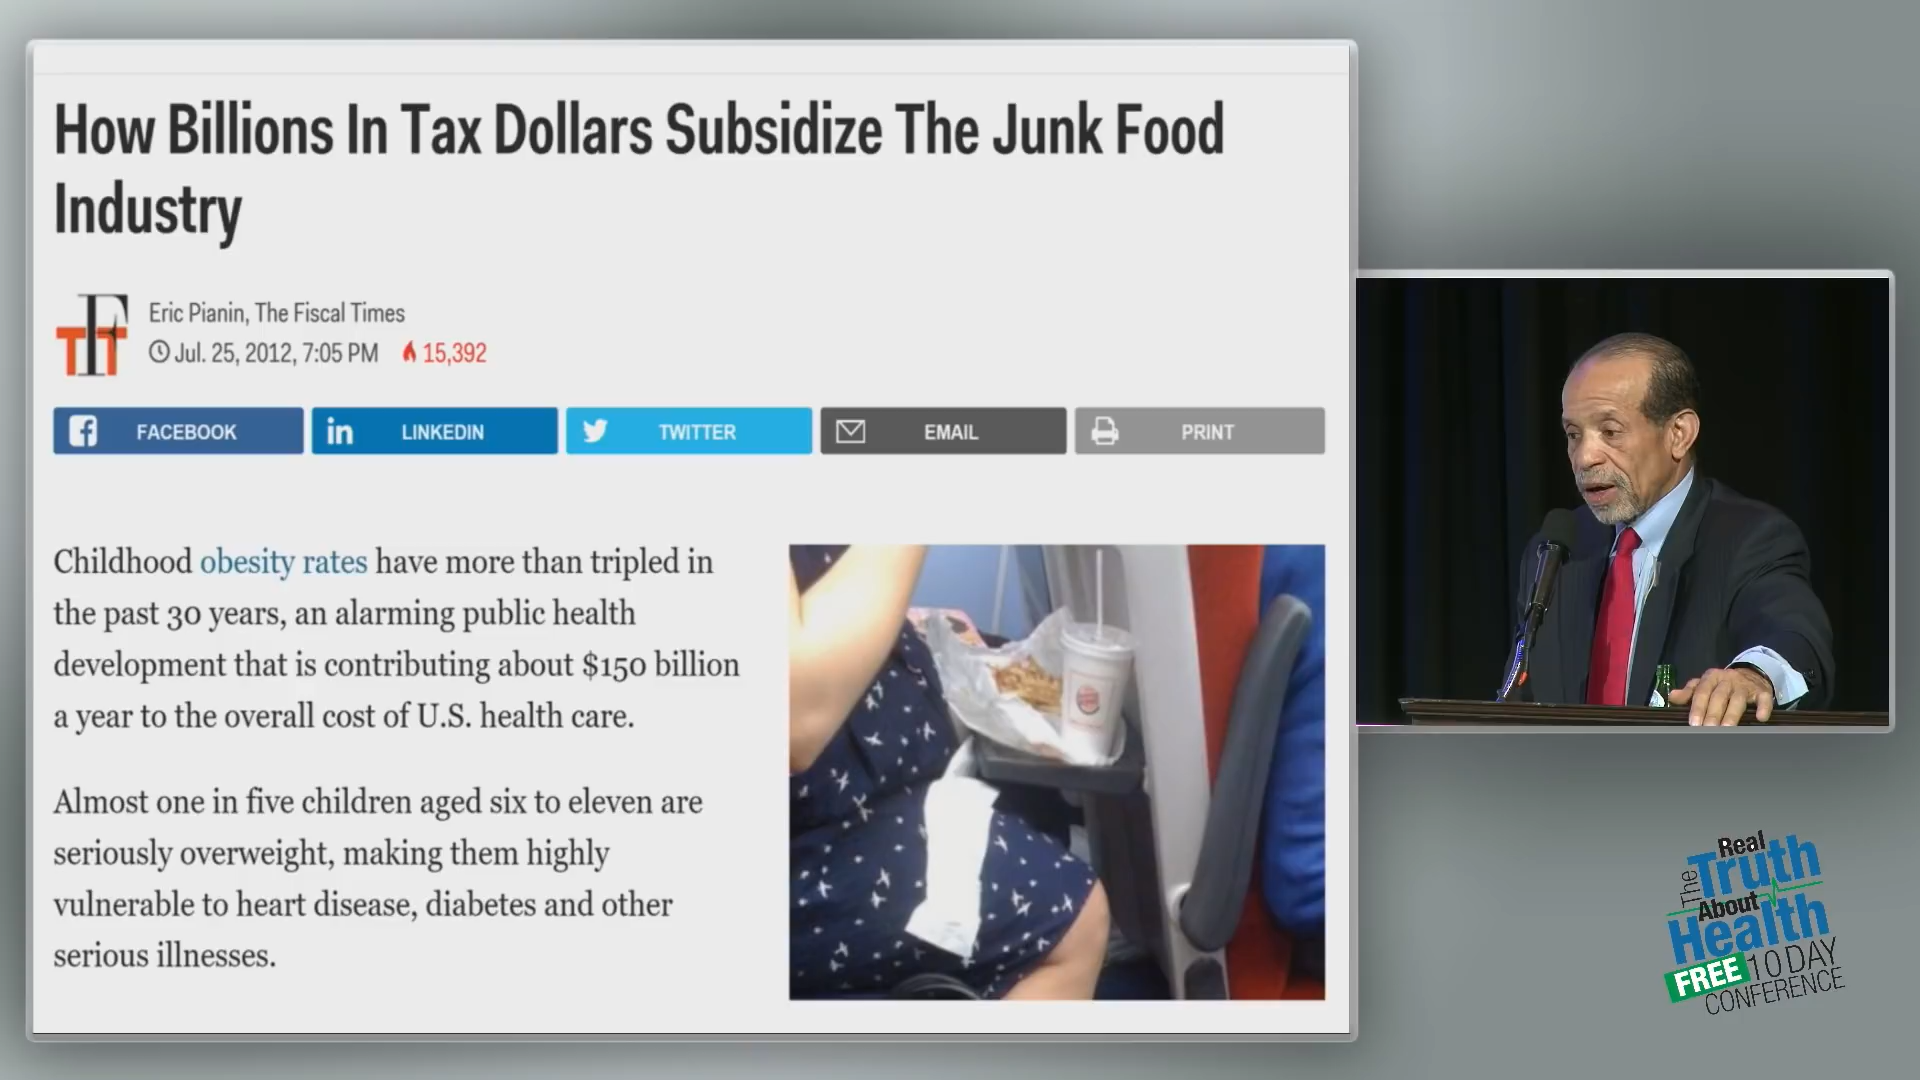 How Billions In Tax Dollars Subsidize The Junk Food
Industry
TFT
Eric Pianin, The Fiscal Times
Jul. 25, 2012, 7:05 PM 15,392
FACEBOOK
in LINKEDIN
TWITTER
EMAIL
PRINT
Childhood obesity rates have more than tripled in
the past 30 years, an alarming public health
development that is contributing about $150 billion
a year to the overall cost of U.S. health care.
Almost one in five children aged six to eleven are
seriously overweight, making them highly
vulnerable to heart disease, diabetes and other
serious illnesses.
The Real
Truth
About
Health
FREE 10 DAY
CONFERENCE